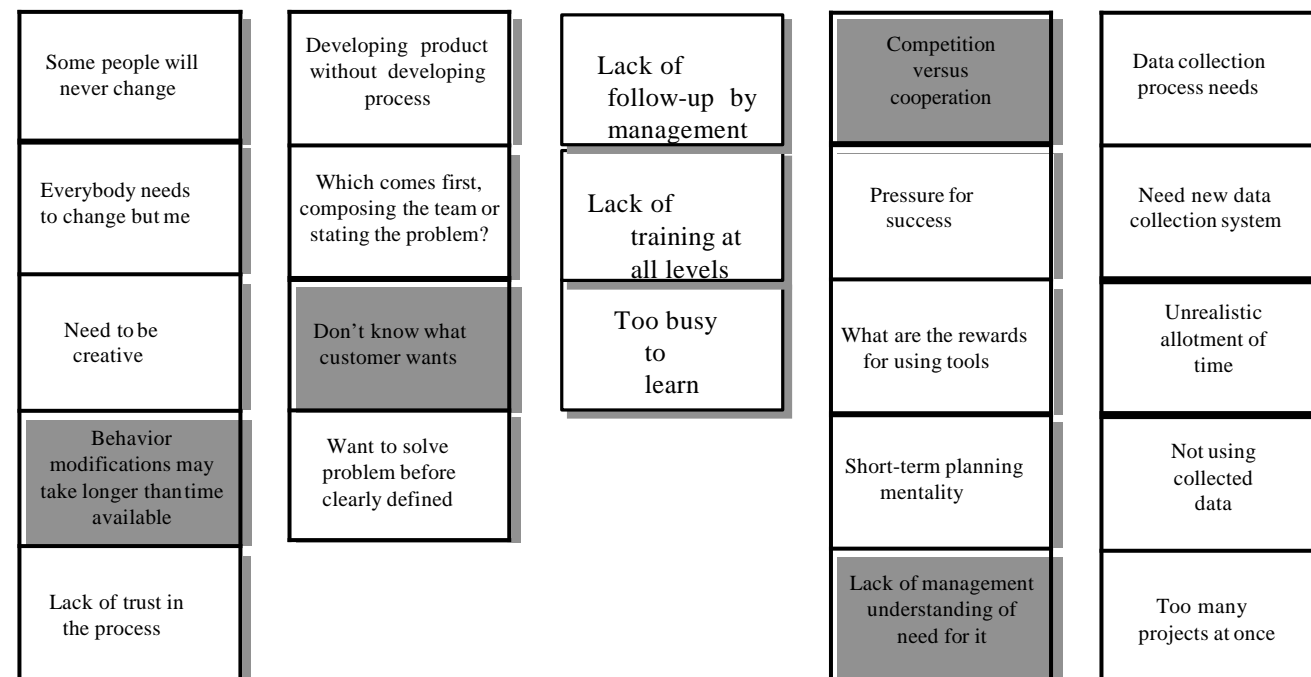 Some people will
never change
Everybody needs
to change but me
Need to be
creative
Behavior
modifications may
take longer than time
available
Lack of trust in
the process
Developing product
without developing
process
Which comes first,
composing the team or
stating the problem?
Don’t know what
customer wants
Want to solve
problem before
clearly defined
Lack of
follow-up by
management
Lack of
training at
all levels
Too busy
to
learn
Competition
versus
cooperation
Pressure for
success
What are the rewards
for using tools
Short-term planning
mentality
Lack of management
understanding of
need for it
Data collection
process needs
Need new data
collection system
Unrealistic
allotment of
time
Not using
collected
data
Too many
projects at once